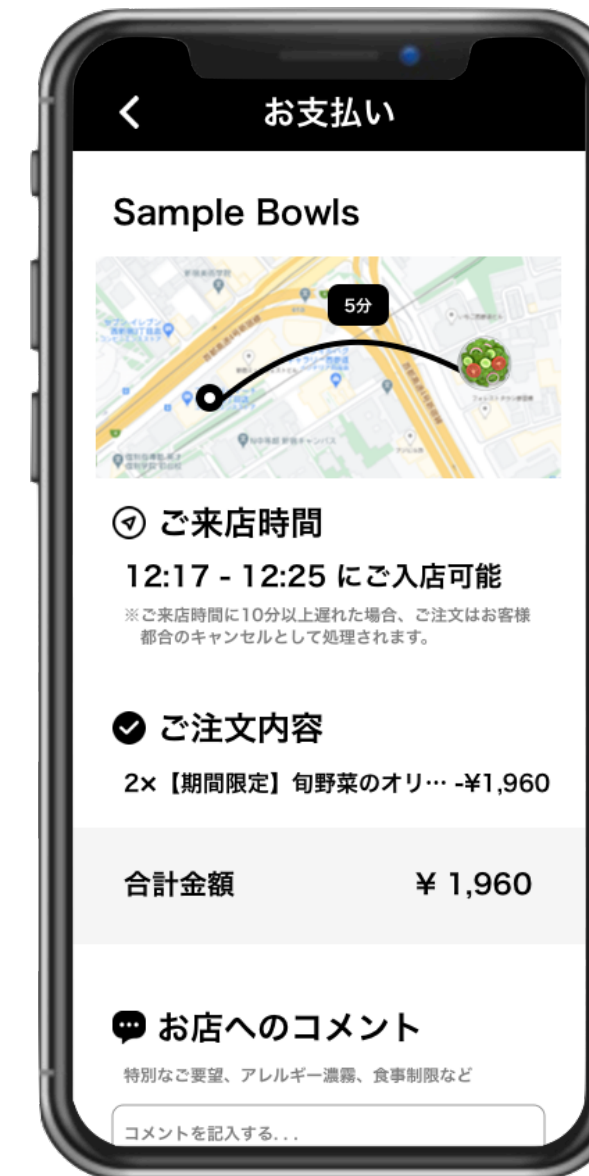 お支払い
Sample Bowls
5分
ご来店時間
12:17 - 12:25 にご入店可能
※ご来店時間に10分以上遅れた場合、ご注文はお客様
都合のキャンセルとして処理されます。
ご注文内容
2×【期間限定】旬野菜のオリ… -¥1,960
合計金額
¥ 1,960
お店へのコメント
特別なご要望、アレルギー濃霧、食事制限など
コメントを記入する...